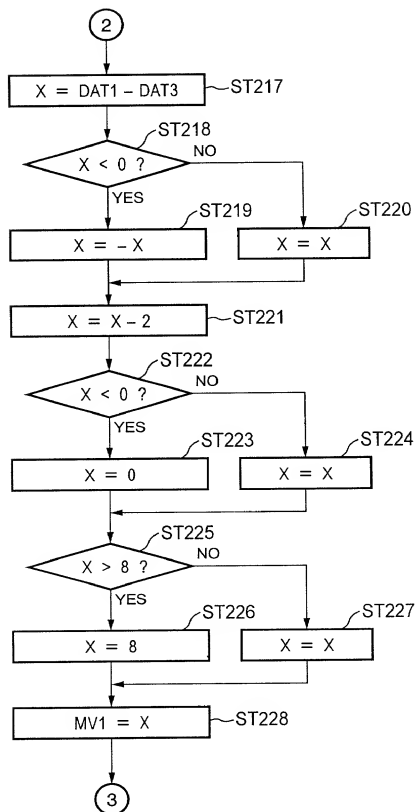 2
X = DAT1 – DAT3
ST217
ST218
X < 0 ?
NO
YES
ST219
ST220
X = – X
X = X
X = X – 2
ST221
ST222
X < 0 ?
NO
YES
ST223
ST224
X = 0
X = X
ST225
X > 8 ?
NO
YES
ST226
ST227
X = 8
X = X
MV1 = X
ST228
3